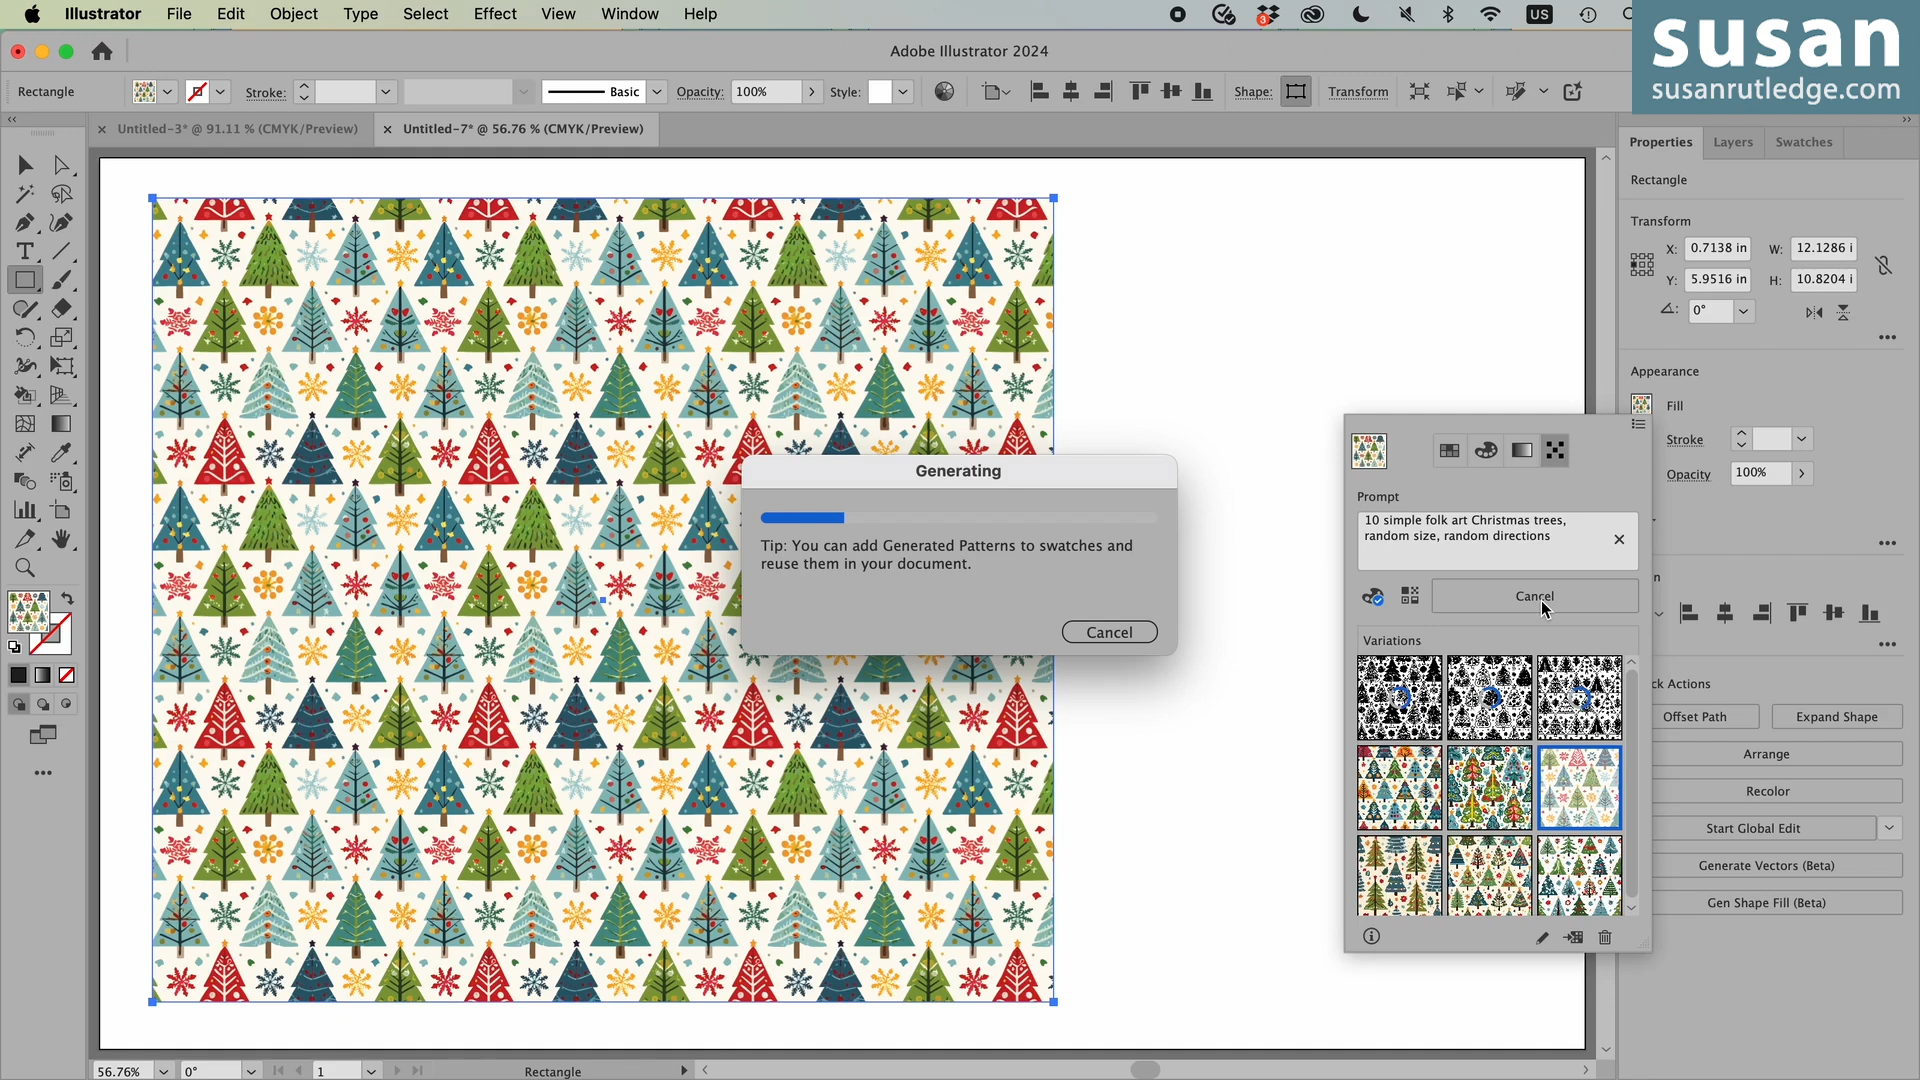 Illustrator File Edit Object Type Select Effect View Window Help
3
US
susan
susanrutledge.com
Adobe Illustrator 2024
Rectangle
Stroke:
Basic
Opacity:
100%
Style:
Shape:
Transform
Untitled-3* @ 91.11 % (CMYK/Preview)
Untitled-7* @ 56.76 % (CMYK/Preview)
Properties Layers Swatches
Rectangle
Transform
X: 0.7138 in W: 12.1286 i
Y: 5.9516 in H: 10.8204 i
0°
Appearance
Fill
Stroke
Opacity 100%
Generating
Tip: You can add Generated Patterns to swatches and
reuse them in your document.
Cancel
Prompt
10 simple folk art Christmas trees,
random size, random directions
Cancel
Variations
n
ck Actions
Offset Path Expand Shape
Arrange
Recolor
Start Global Edit
Generate Vectors (Beta)
Gen Shape Fill (Beta)
56.76% 0° 1 Rectangle